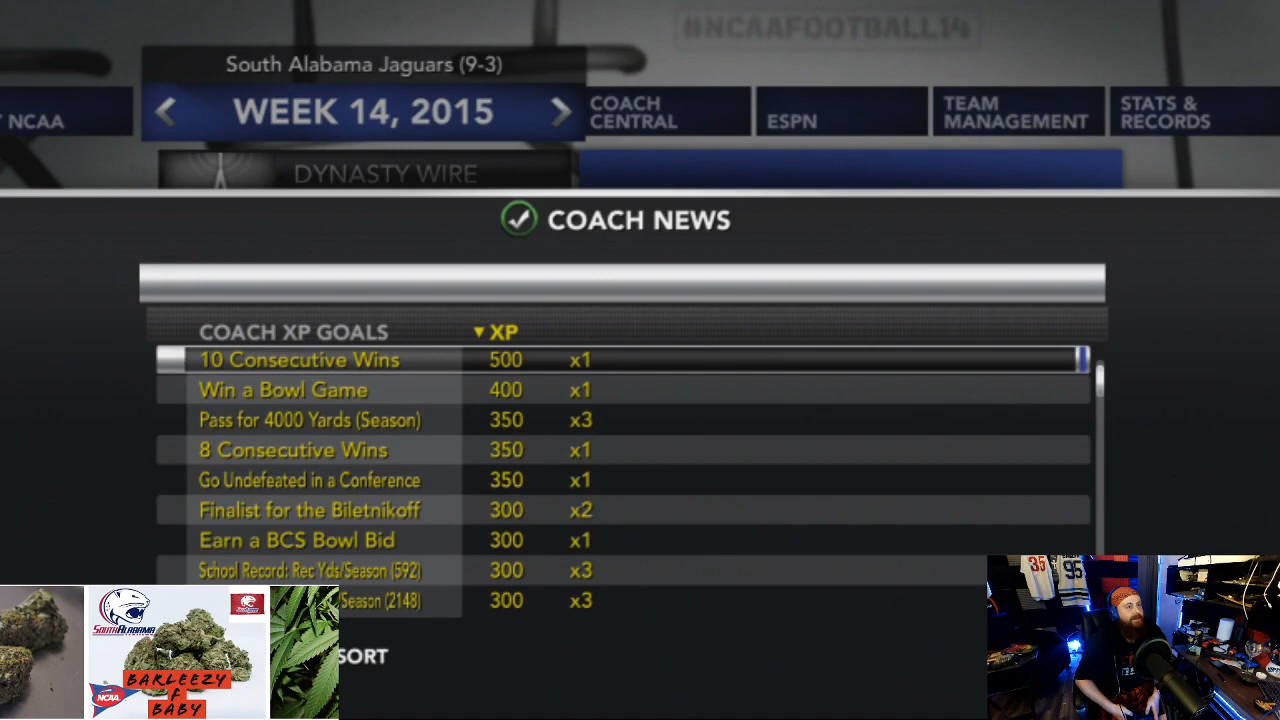 #NCAAFOOTBALL14
South Alabama Jaguars (9-3)
WEEK 14, 2015
NCAA
COACH CENTRAL
ESPN
TEAM MANAGEMENT
STATS & RECORDS
DYNASTY WIRE
COACH NEWS
COACH XP GOALS ▼ XP
10 Consecutive Wins 500 x1
Win a Bowl Game 400 x1
Pass for 4000 Yards (Season) 350 x3
8 Consecutive Wins 350 x1
Go Undefeated in a Conference 350 x1
Finalist for the Biletnikoff 300 x2
Earn a BCS Bowl Bid 300 x1
School Record: Rec Yds/Season (592) 300 x3
/Season (2148) 300 x3
SORT
SOUTH ALABAMA
NCAA
BARLEEZY
F
BABY
35
95